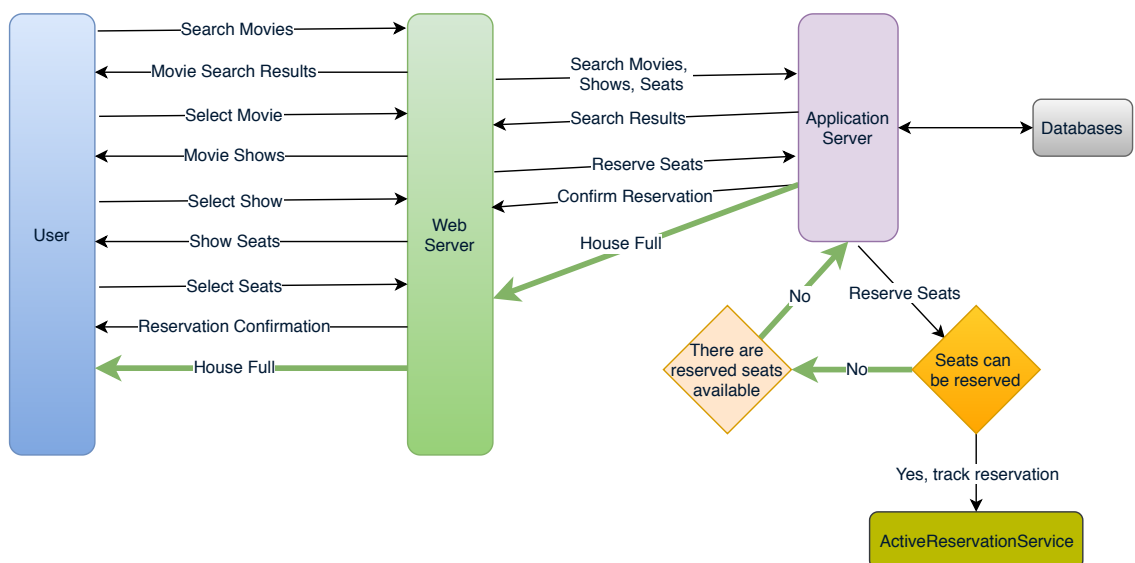 Search Movies
Movie Search Results
Search Movies,
Shows, Seats
Select Movie
Search Results
Application
Server
Databases
Movie Shows
Reserve Seats
Select Show
Confirm Reservation
User
Web
Server
Show Seats
House Full
Select Seats
No
Reserve Seats
Reservation Confirmation
House Full
There are
reserved seats
available
No
Seats can
be reserved
Yes, track reservation
ActiveReservationService